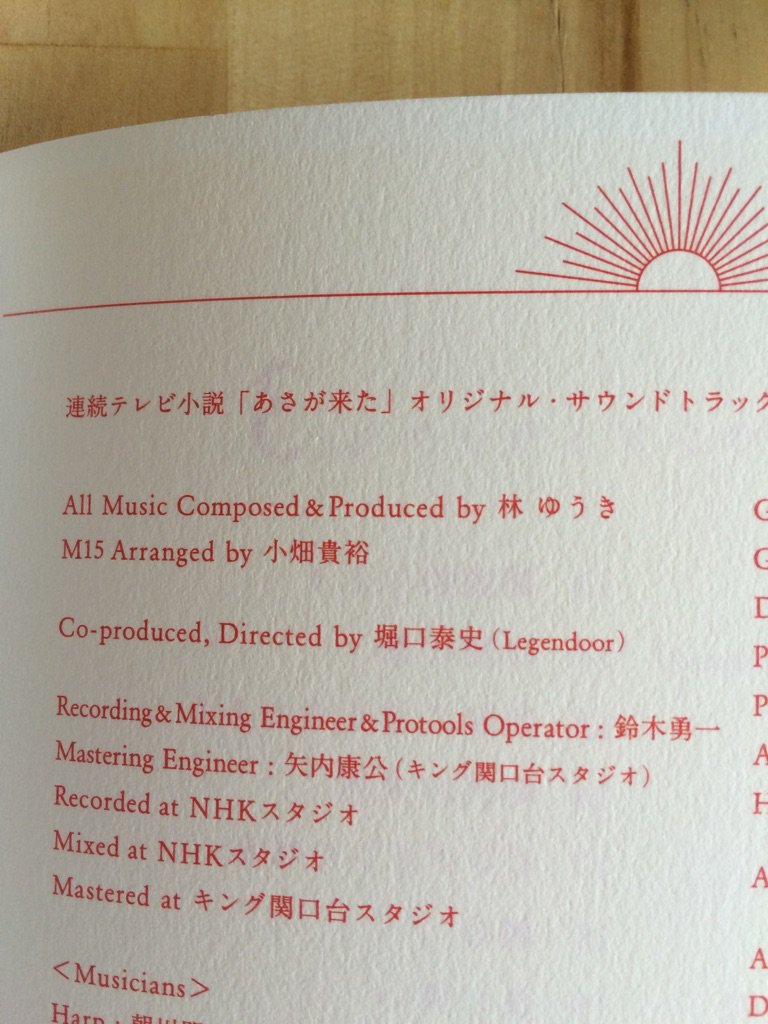 連続テレビ小説「あさが来た」オリジナル・サウンドトラック
All Music Composed & Produced by 林 ゆうき
M15 Arranged by 小畑貴裕
Co-produced, Directed by 堀口泰史（Legendoor）
Recording & Mixing Engineer & Protools Operator : 鈴木勇一
Mastering Engineer : 矢内康公（キング関口台スタジオ）
Recorded at NHKスタジオ
Mixed at NHKスタジオ
Mastered at キング関口台スタジオ
＜Musicians＞
Harp : 朝川